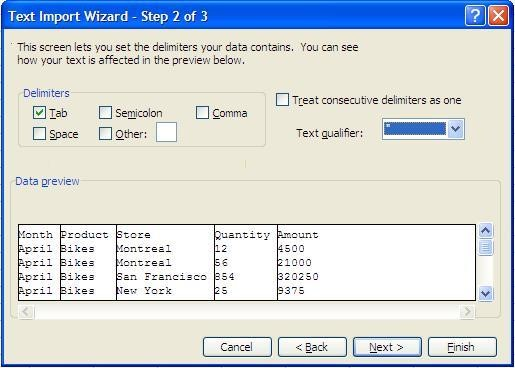 Text Import Wizard - Step 2 of 3
This screen lets you set the delimiters your data contains. You can see
how your text is affected in the preview below.
Delimiters
Tab Semicolon Comma
Space Other:
Treat consecutive delimiters as one
Text qualifier: "
Data preview
Month Product Store Quantity Amount
April Bikes Montreal 12 4500
April Bikes Montreal 56 21000
April Bikes San Francisco 854 320250
April Bikes New York 25 9375
Cancel < Back Next > Finish